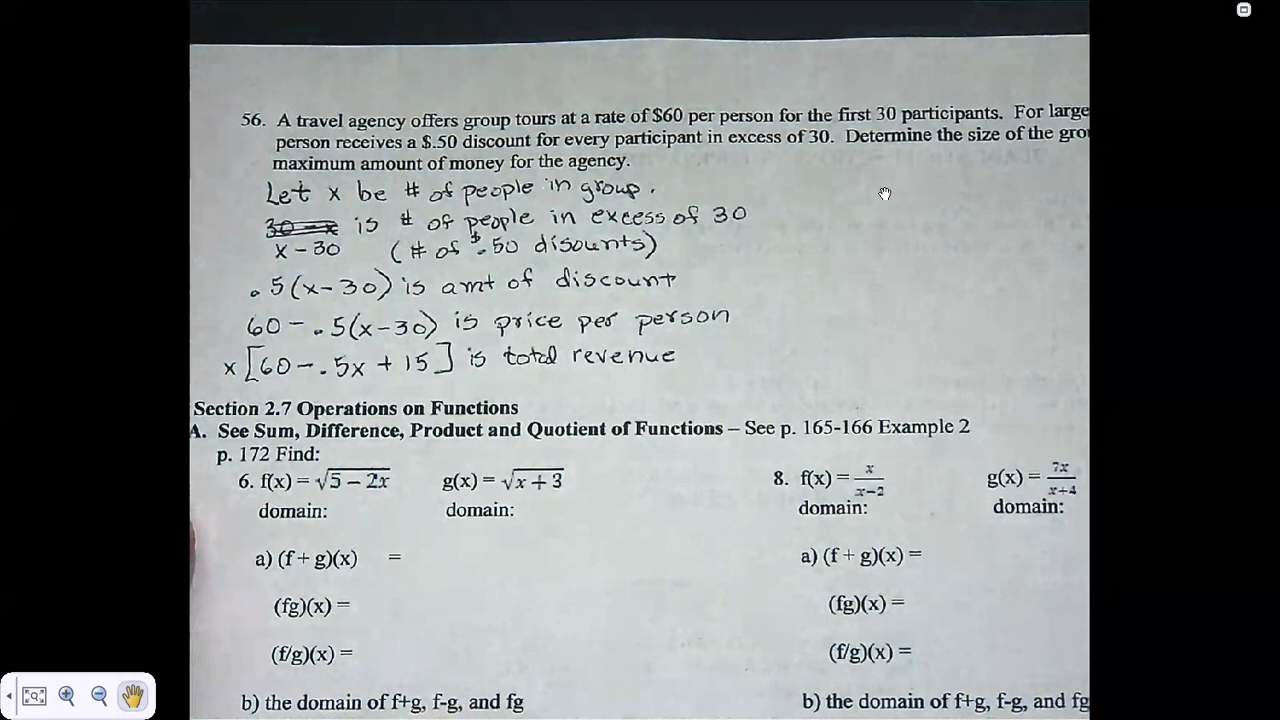 56. A travel agency offers group tours at a rate of $60 per person for the first 30 participants. For large
person receives a $.50 discount for every participant in excess of 30. Determine the size of the gro
maximum amount of money for the agency.
Let x be # of people in group.
30 - x is # of people in excess of 30
x - 30 (# of $.50 disounts)
.5(x-30) is amt of discount
60 - .5(x-30) is price per person
x[60 - .5x + 15] is total revenue
Section 2.7 Operations on Functions
A. See Sum, Difference, Product and Quotient of Functions – See p. 165-166 Example 2
p. 172 Find:
6. f(x) = √5 – 2x g(x) = √x + 3 8. f(x) = x/x-2 g(x) = 7x/x+4
domain: domain: domain: domain:
a) (f + g)(x) = a) (f + g)(x) =
(fg)(x) = (fg)(x) =
(f/g)(x) = (f/g)(x) =
b) the domain of f+g, f-g, and fg b) the domain of f+g, f-g, and fg